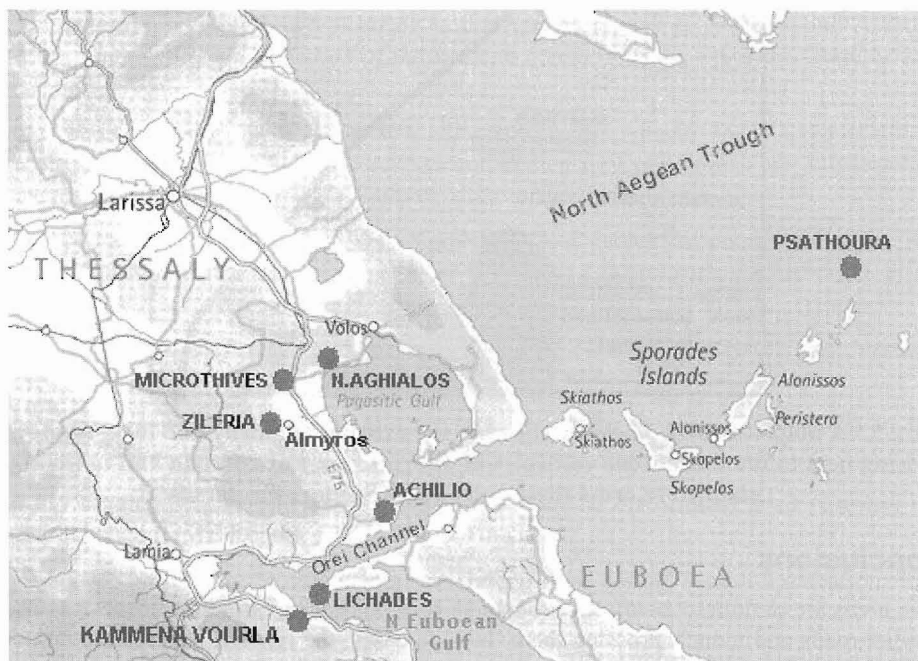 North Aegean Trough
Larissa
PSATHOURA
THESSALY
Volos
Sporades
Islands
MICROTHIVES
N.AGHIALOS
Alonissos
Pagasitic Gulf
Skiathos
Peristera
ZILERIA
Almyros
Alonissos
Skiathos
Skopelos
E75
Skopelos
ACHILIO
Orei Channel
Lamia
EUBOEA
LICHADES
N Euboean
Gulf
KAMMENA VOURLA